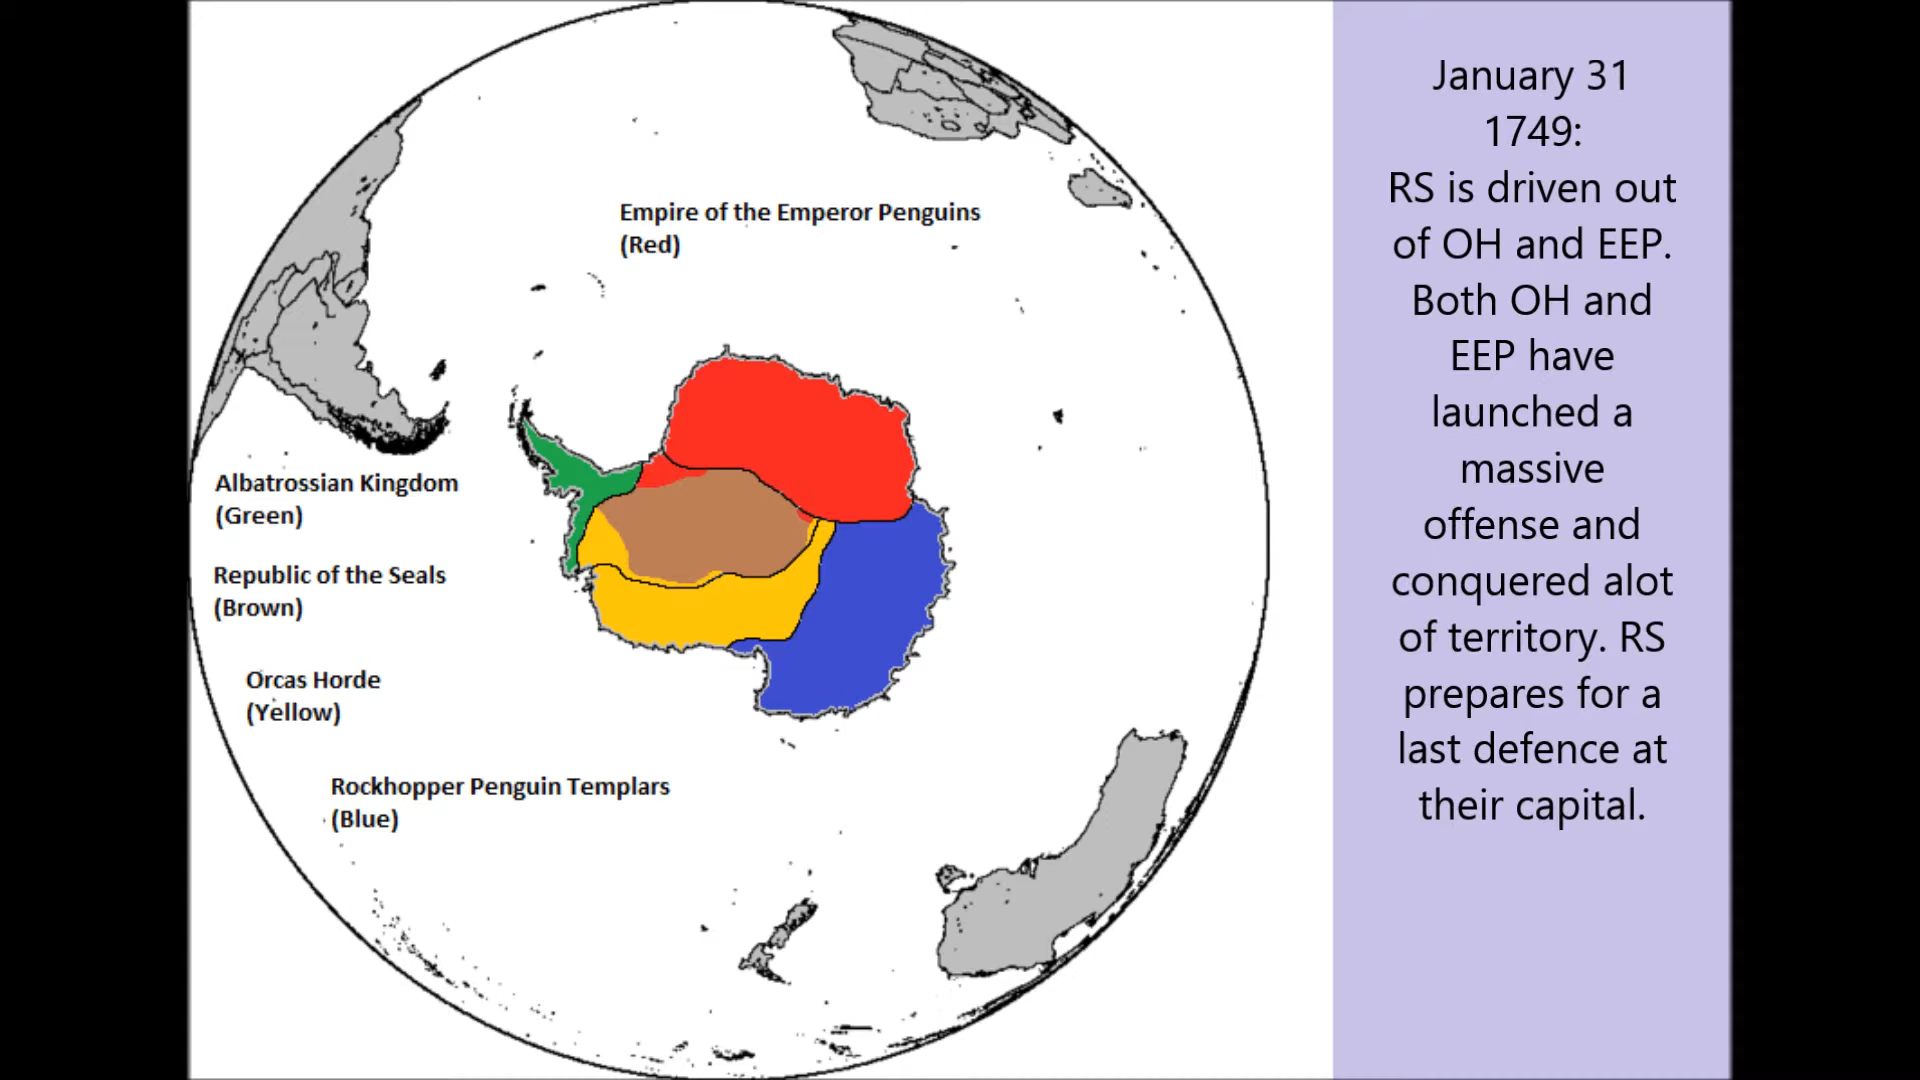 Empire of the Emperor Penguins
(Red)
Albatrossian Kingdom
(Green)
Republic of the Seals
(Brown)
Orcas Horde
(Yellow)
Rockhopper Penguin Templars
(Blue)
January 31
1749:
RS is driven out
of OH and EEP.
Both OH and
EEP have
launched a
massive
offense and
conquered alot
of territory. RS
prepares for a
last defence at
their capital.